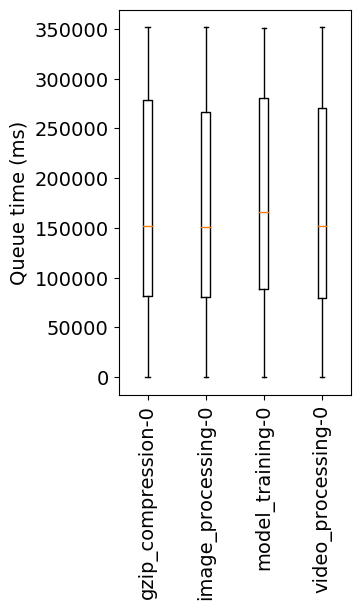 Queue time (ms)
350000
300000
250000
200000
150000
100000
50000
0
gzip_compression-0
image_processing-0
model_training-0
video_processing-0